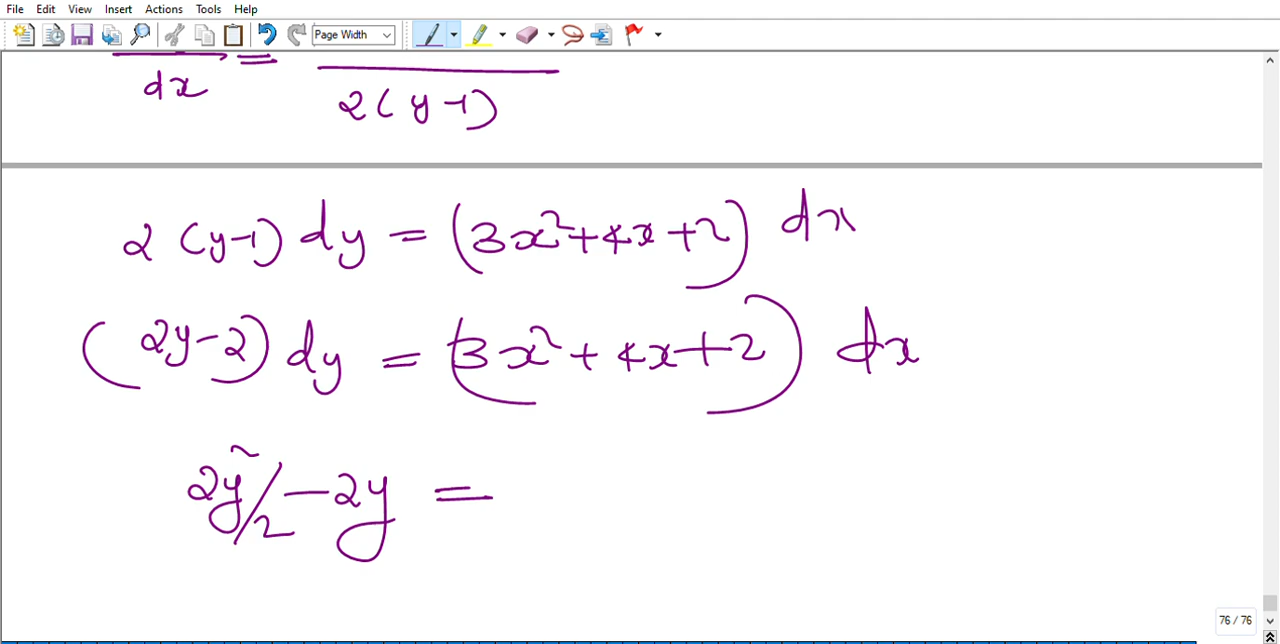 File Edit View Insert Actions Tools Help
Page Width
dx = 2(y-1)
2 (y-1) dy = (3x²+4x+2) dx
(2y-2) dy = (3x²+4x+2) dx
2y²/2 - 2y =
76 / 76